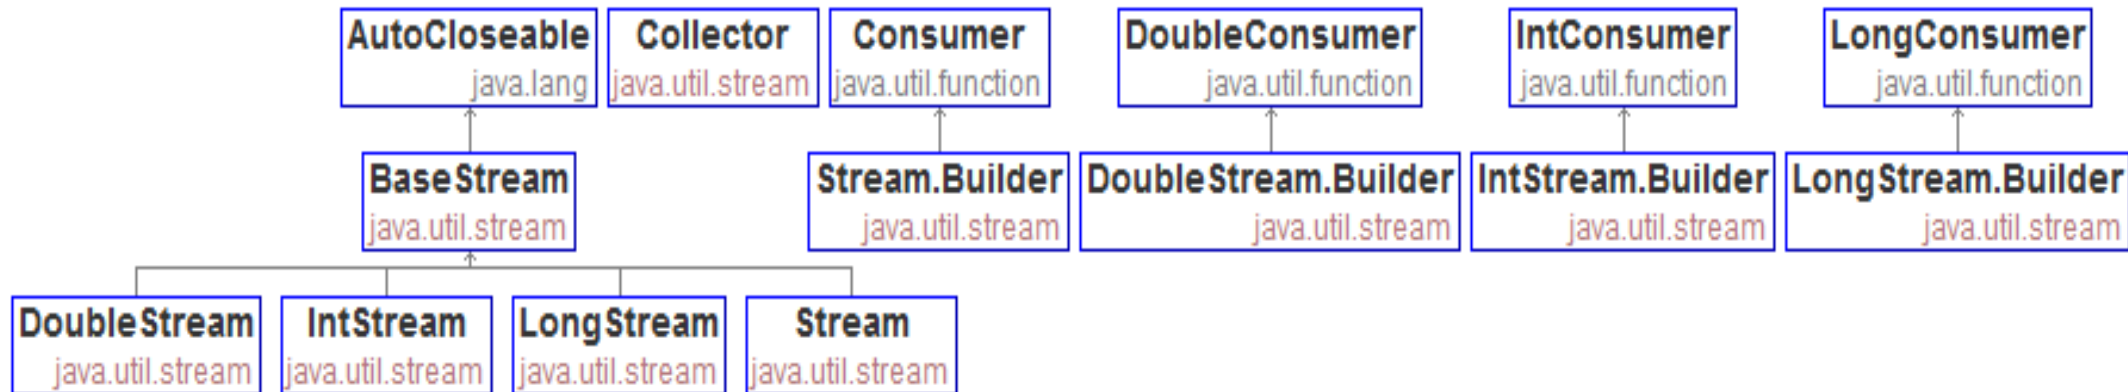 AutoCloseable
java.lang
Collector
java.util.stream
Consumer
java.util.function
DoubleConsumer
java.util.function
IntConsumer
java.util.function
LongConsumer
java.util.function
BaseStream
java.util.stream
Stream.Builder
java.util.stream
DoubleStream.Builder
java.util.stream
IntStream.Builder
java.util.stream
LongStream.Builder
java.util.stream
DoubleStream
java.util.stream
IntStream
java.util.stream
LongStream
java.util.stream
Stream
java.util.stream